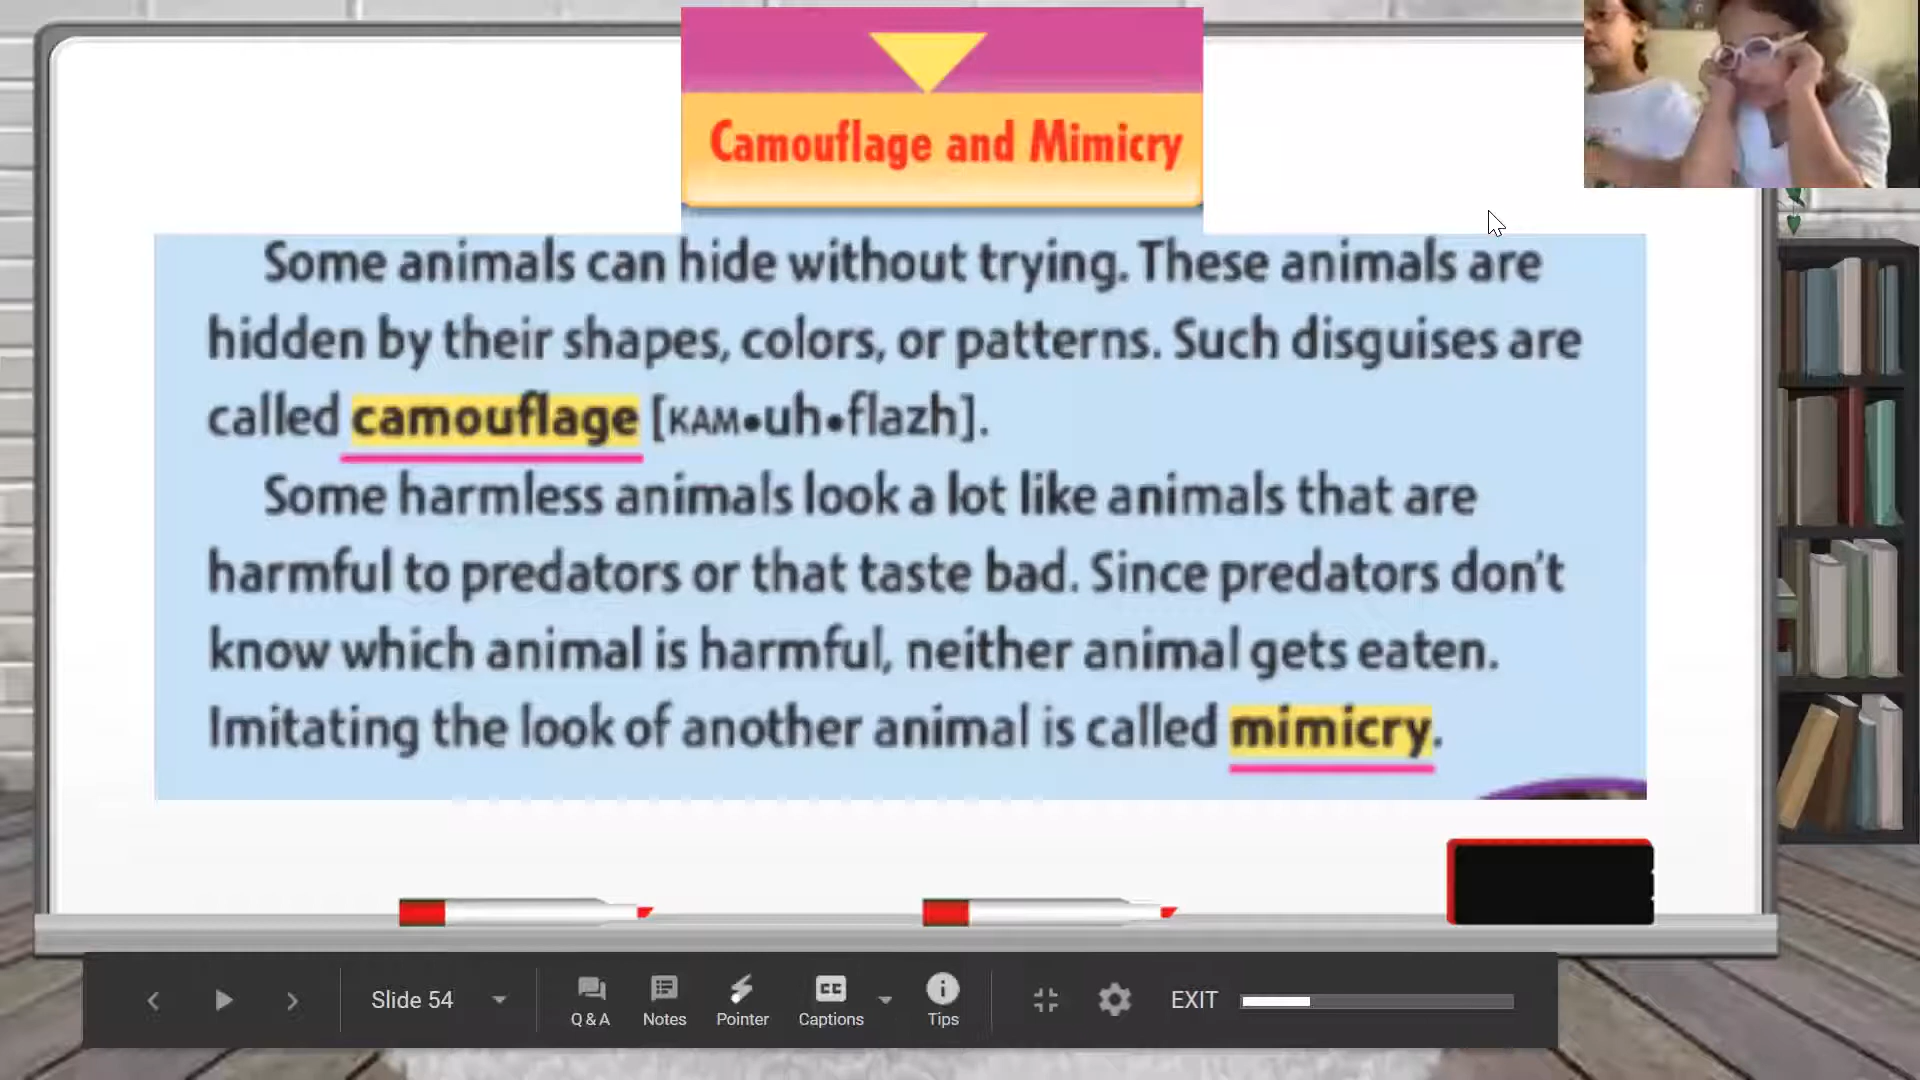 Camouflage and Mimicry
Some animals can hide without trying. These animals are
hidden by their shapes, colors, or patterns. Such disguises are
called camouflage [KAM•uh•flazh].
Some harmless animals look a lot like animals that are
harmful to predators or that taste bad. Since predators don't
know which animal is harmful, neither animal gets eaten.
Imitating the look of another animal is called mimicry.
Slide 54
Q & A
Notes
Pointer
CC
Captions
Tips
EXIT